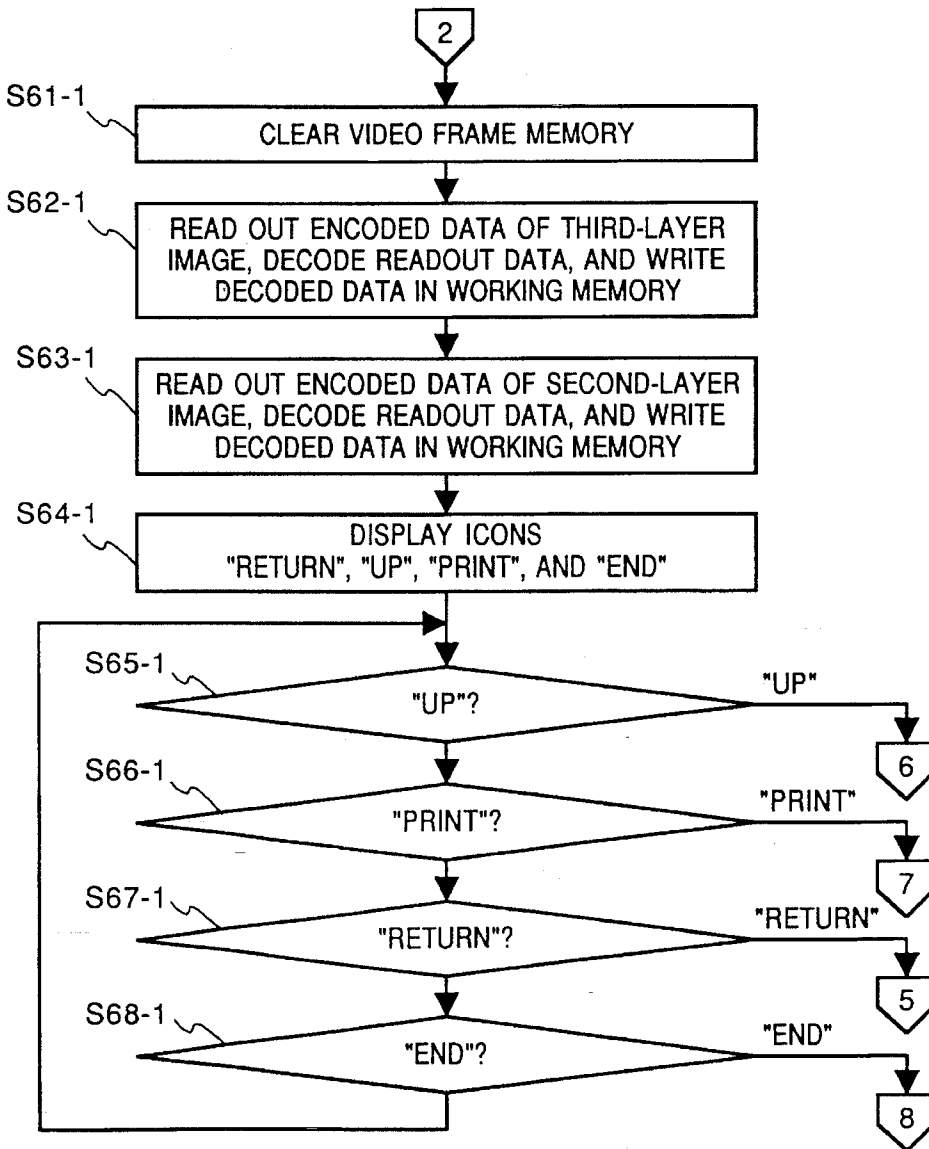 2
S61-1
CLEAR VIDEO FRAME MEMORY
S62-1
READ OUT ENCODED DATA OF THIRD-LAYER
IMAGE, DECODE READOUT DATA, AND WRITE
DECODED DATA IN WORKING MEMORY
S63-1
READ OUT ENCODED DATA OF SECOND-LAYER
IMAGE, DECODE READOUT DATA, AND WRITE
DECODED DATA IN WORKING MEMORY
S64-1
DISPLAY ICONS
"RETURN", "UP", "PRINT", AND "END"
S65-1
"UP"?
"UP"
6
S66-1
"PRINT"?
"PRINT"
7
S67-1
"RETURN"?
"RETURN"
5
S68-1
"END"?
"END"
8